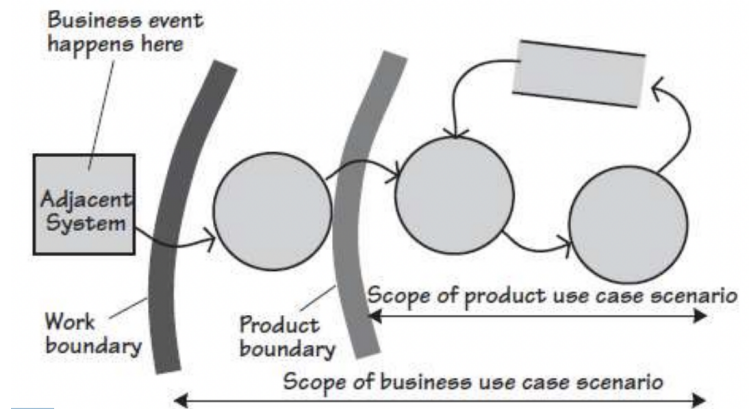 Business event
happens here
Adjacent
System
Work
boundary
Product
boundary
Scope of product use case scenario
Scope of business use case scenario